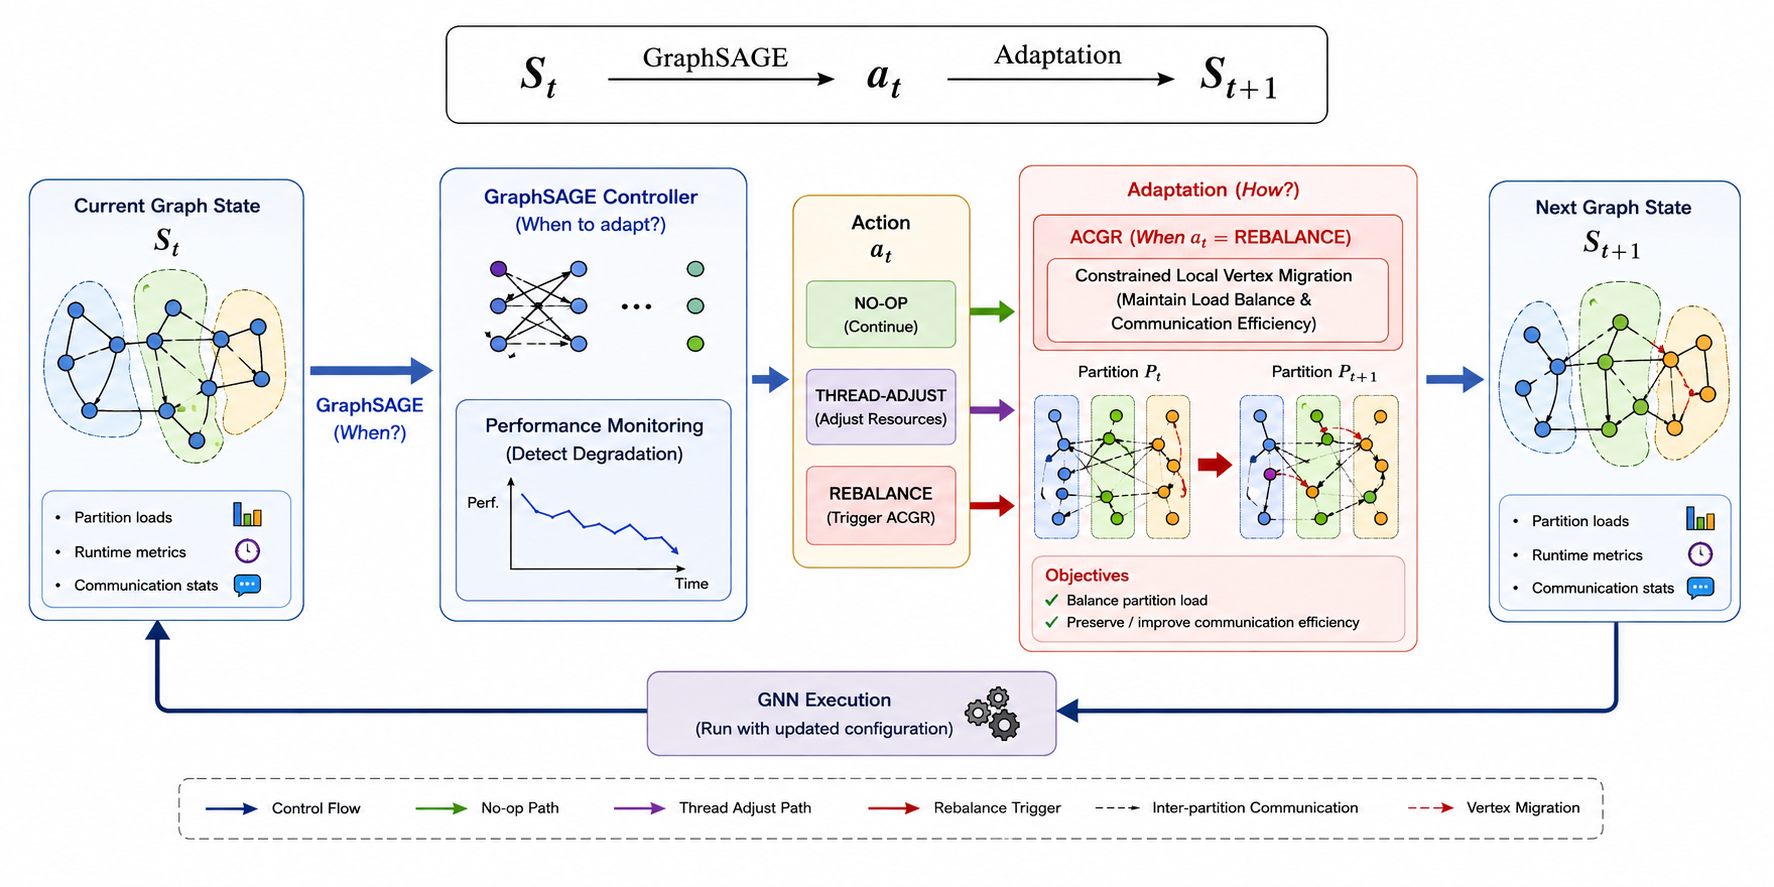 S_t GraphSAGE a_t Adaptation S_{t+1}
Current Graph State
S_t
• Partition loads
• Runtime metrics
• Communication stats
GraphSAGE
(When?)
GraphSAGE Controller
(When to adapt?)
...
Performance Monitoring
(Detect Degradation)
Perf.
Time
Action
a_t
NO-OP
(Continue)
THREAD-ADJUST
(Adjust Resources)
REBALANCE
(Trigger ACGR)
Adaptation (How?)
ACGR (When a_t = REBALANCE)
Constrained Local Vertex Migration
(Maintain Load Balance &
Communication Efficiency)
Partition P_t
Partition P_{t+1}
Objectives
✓ Balance partition load
✓ Preserve / improve communication efficiency
Next Graph State
S_{t+1}
• Partition loads
• Runtime metrics
• Communication stats
GNN Execution
(Run with updated configuration)
Control Flow
No-op Path
Thread Adjust Path
Rebalance Trigger
Inter-partition Communication
Vertex Migration